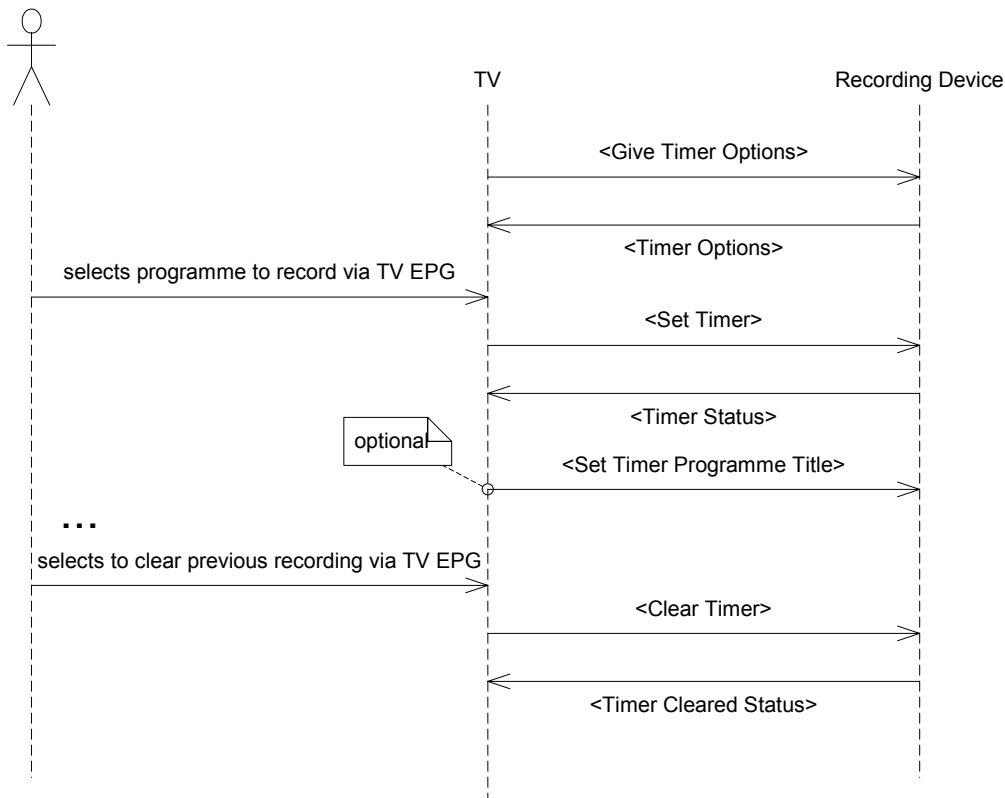 TV
Recording Device
<Give Timer Options>
<Timer Options>
selects programme to record via TV EPG
<Set Timer>
<Timer Status>
optional
<Set Timer Programme Title>
...
selects to clear previous recording via TV EPG
<Clear Timer>
<Timer Cleared Status>